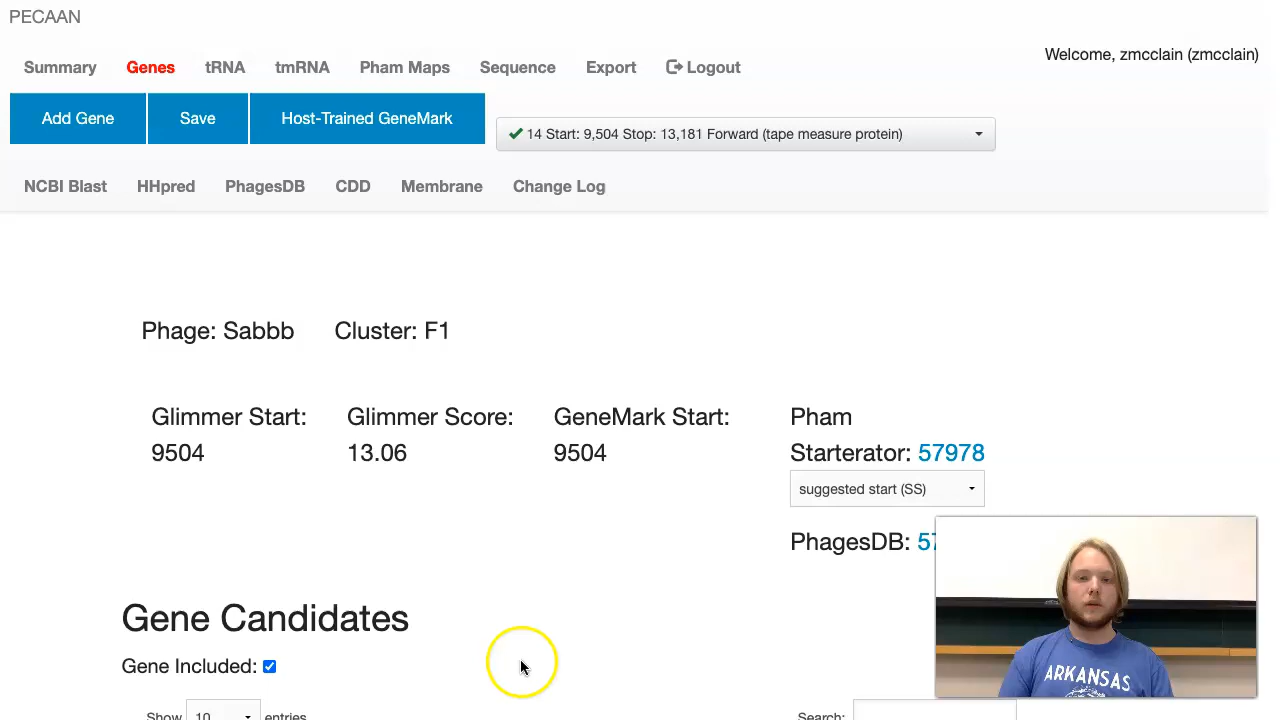 PECAAN
Summary Genes tRNA tmRNA Pham Maps Sequence Export Logout
Welcome, zmcclain (zmcclain)
Add Gene Save Host-Trained GeneMark
14 Start: 9,504 Stop: 13,181 Forward (tape measure protein)
NCBI Blast HHpred PhagesDB CDD Membrane Change Log
Phage: Sabbb Cluster: F1
Glimmer Start: Glimmer Score: GeneMark Start: Pham
9504 13.06 9504 Starterator: 57978
suggested start (SS)
PhagesDB: 57
Gene Candidates
Gene Included:
ARKANSAS
Show 10 entries Search: